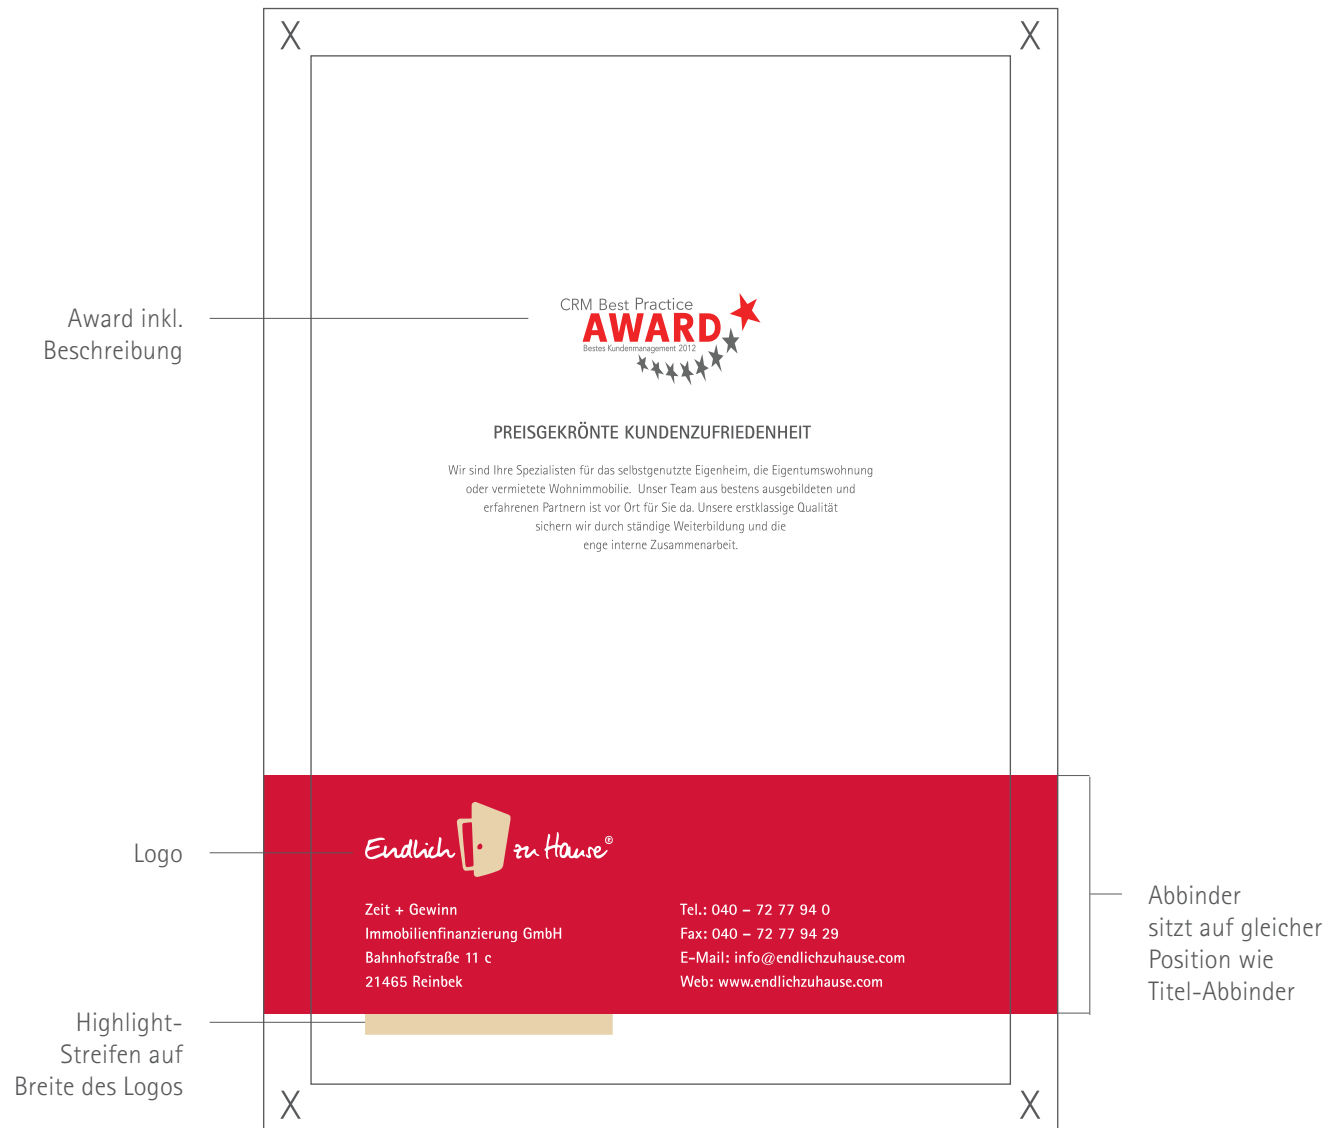 X
X
CRM Best Practice
AWARD
Bestes Kundenmanagement 2012
Award inkl.
Beschreibung
PREISGEKRÖNTE KUNDENZUFRIEDENHEIT
Wir sind Ihre Spezialisten für das selbstgenutzte Eigenheim, die Eigentumswohnung
oder vermietete Wohnimmobilie. Unser Team aus bestens ausgebildeten und
erfahrenen Partnern ist vor Ort für Sie da. Unsere erstklassige Qualität
sichern wir durch ständige Weiterbildung und die
enge interne Zusammenarbeit.
Logo
Endlich zu Hause®
Zeit + Gewinn
Immobilienfinanzierung GmbH
Bahnhofstraße 11 c
21465 Reinbek
Tel.: 040 – 72 77 94 0
Fax: 040 – 72 77 94 29
E-Mail: info@endlichzuhause.com
Web: www.endlichzuhause.com
Abbinder
sitzt auf gleicher
Position wie
Titel-Abbinder
Highlight-
Streifen auf
Breite des Logos
X
X